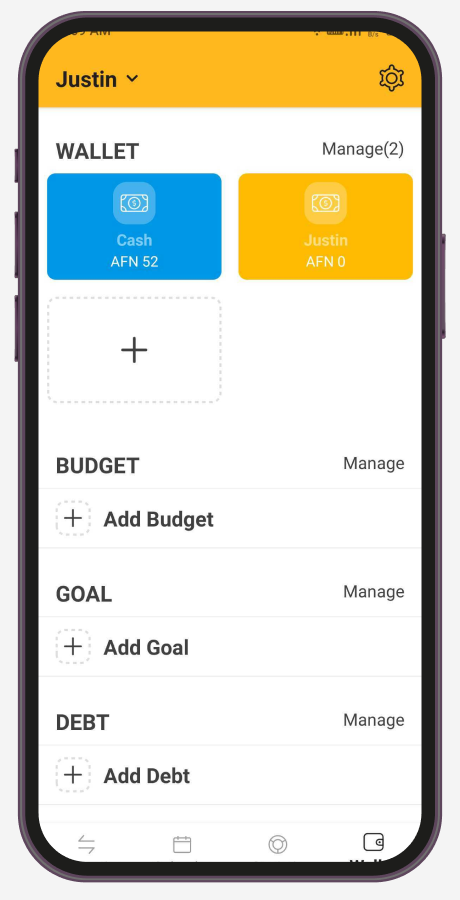 Justin
WALLET
Manage(2)
Cash
AFN 52
Justin
AFN 0
BUDGET
Manage
Add Budget
GOAL
Manage
Add Goal
DEBT
Manage
Add Debt